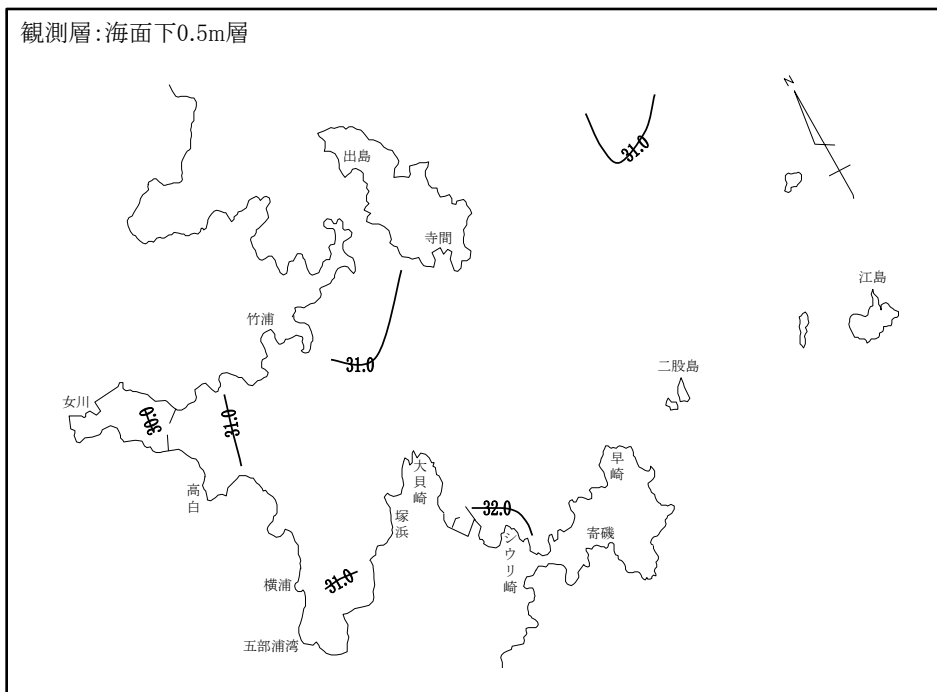 観測層:海面下0.5m層
N
出島
31.0
寺間
江島
竹浦
31.0
二股島
女川
30.0
31.0
早崎
大貝崎
高白
32.0
塚浜
寄磯
シウリ崎
横浦
31.0
五部浦湾